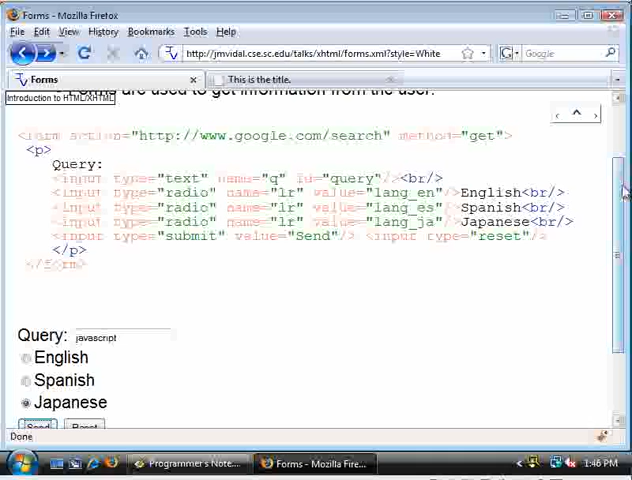 Forms - Mozilla Firefox
File Edit View History Bookmarks Tools Help
http://jmvidal.cse.sc.edu/talks/xhtml/forms.xml?style=White
Google
Forms
This is the title.
Forms are used to get information from the user.
Introduction to HTML/XHTML
<form action="http://www.google.com/search" method="get">
<p>
Query:
<input type="text" name="q" id="query"/><br/>
<input type="radio" name="lr" value="lang_en"/>English<br/>
<input type="radio" name="lr" value="lang_es"/>Spanish<br/>
<input type="radio" name="lr" value="lang_ja"/>Japanese<br/>
<input type="submit" value="Send"/> <input type="reset"/>
</p>
</form>
Query: javascript
English
Spanish
Japanese
Send Reset
Done
Programmer's Note...
Forms - Mozilla Fire...
1:46 PM